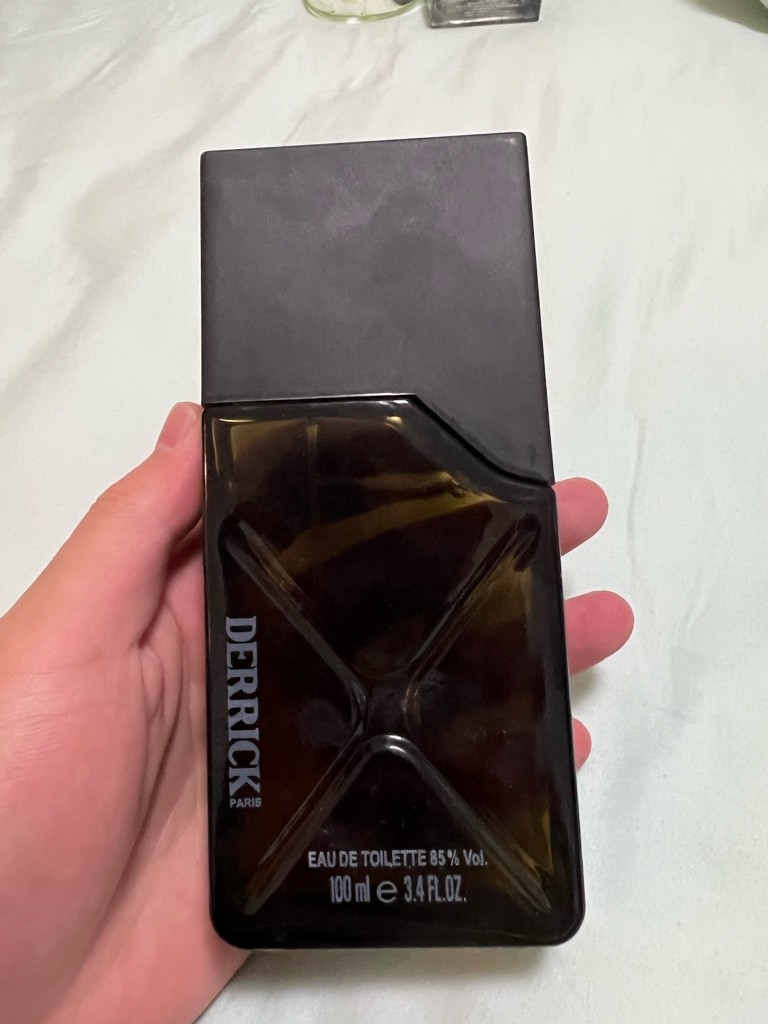 DERRICK
PARIS
EAU DE TOILETTE 85% Vol.
100 ml e 3.4 FL.OZ.